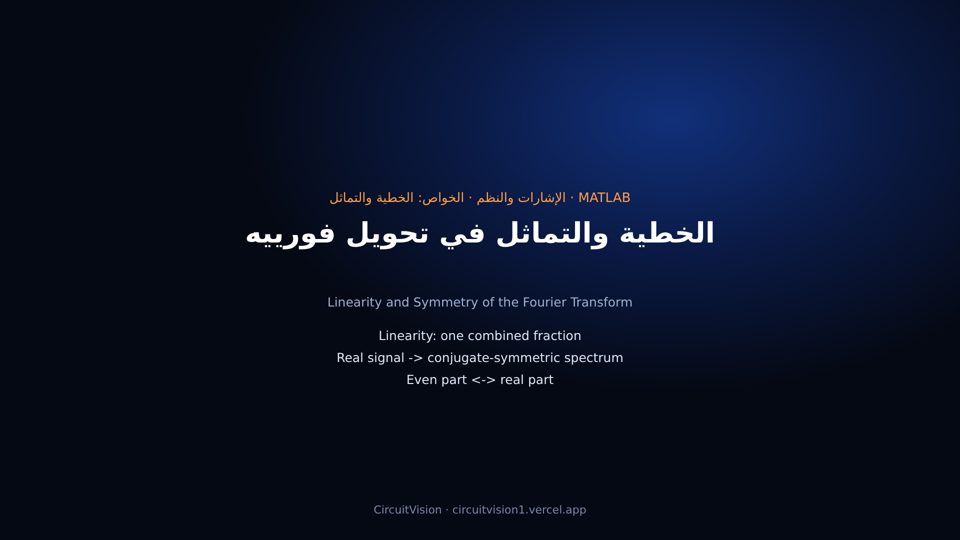 MATLAB · الإشارات والنظم · الخواص: الخطية والتماثل
الخطية والتماثل في تحويل فورييه
Linearity and Symmetry of the Fourier Transform
Linearity: one combined fraction
Real signal -> conjugate-symmetric spectrum
Even part <-> real part
CircuitVision · circuitvision1.vercel.app